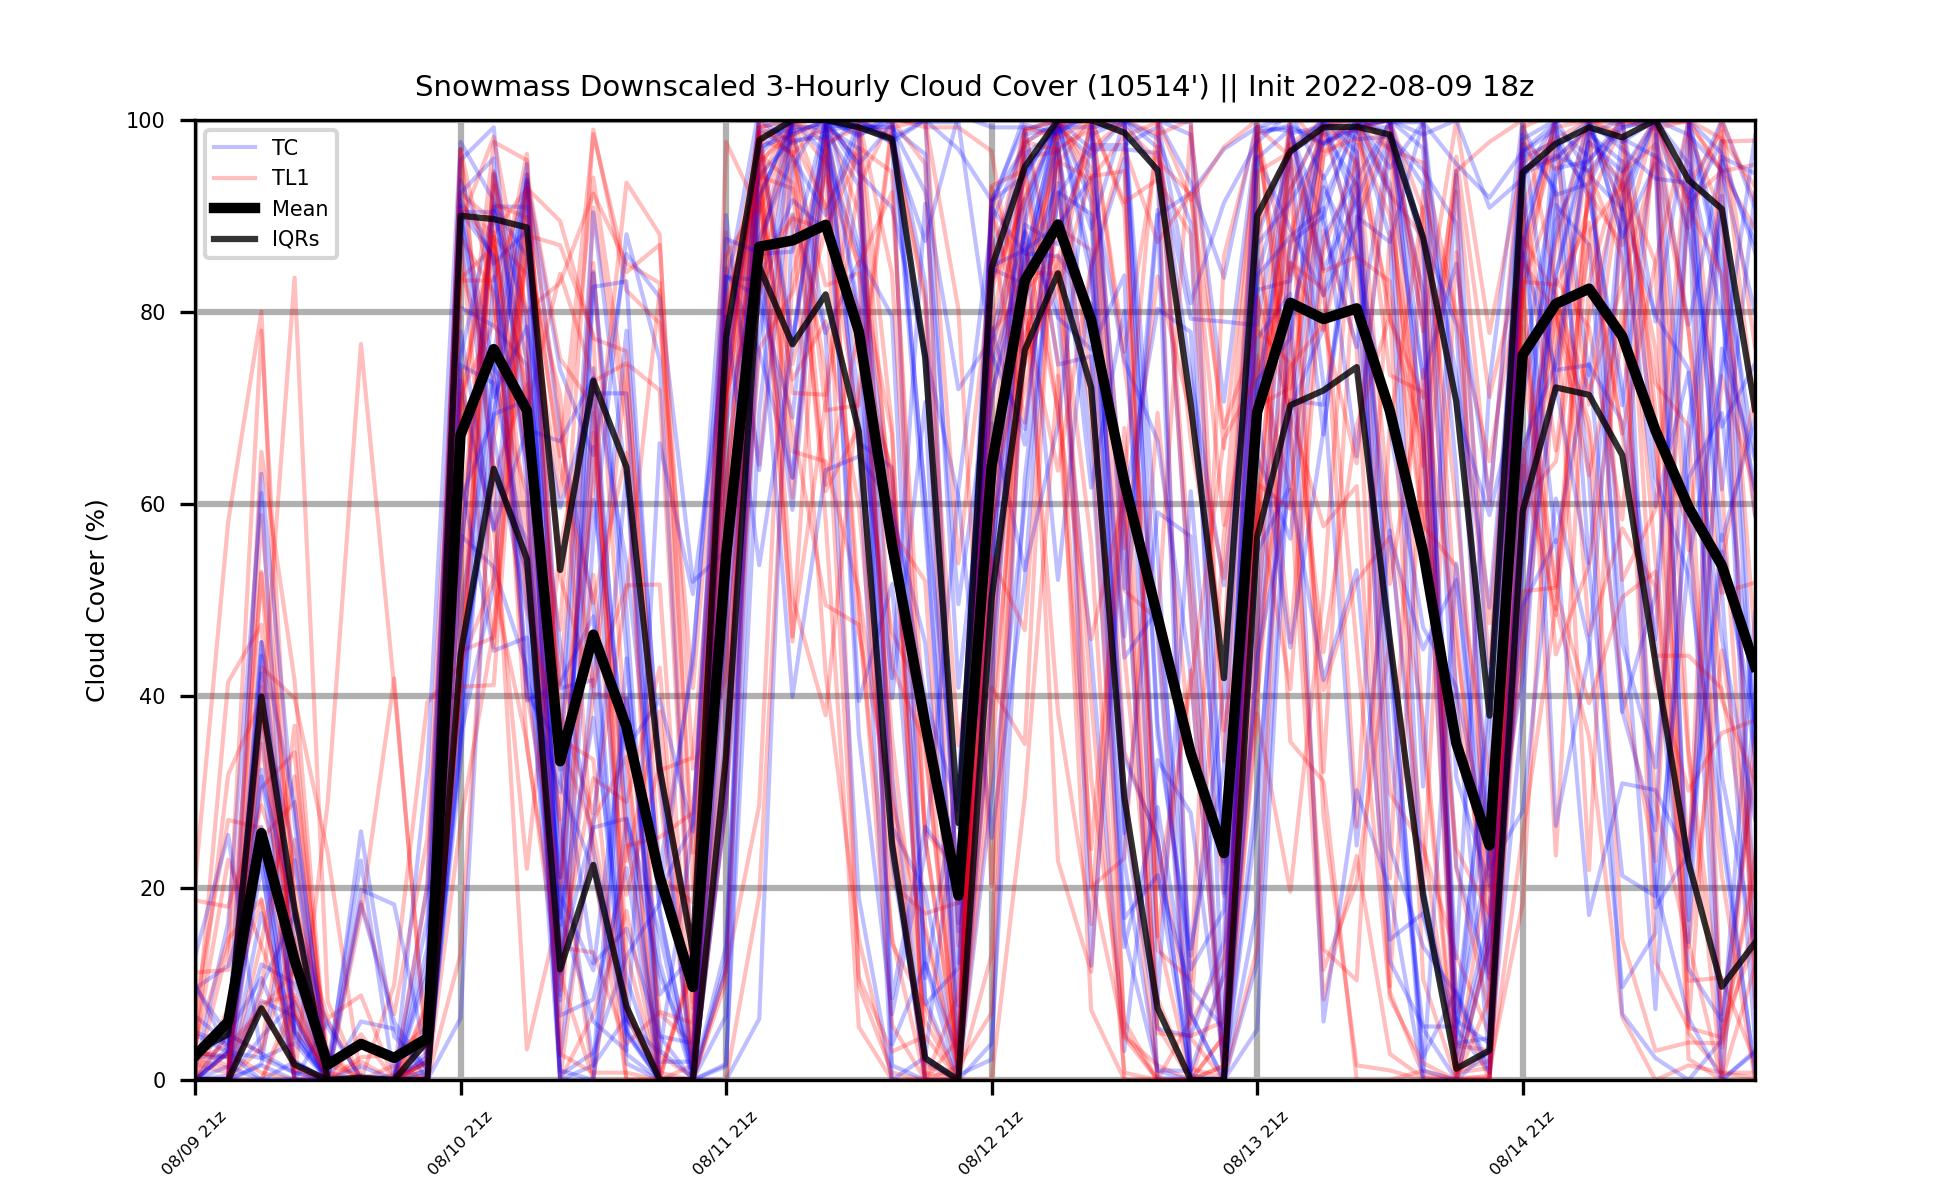 Snowmass Downscaled 3-Hourly Cloud Cover (10514') || Init 2022-08-09 18z
Cloud Cover (%)
100
80
60
40
20
0
TC
TL1
Mean
IQRs
08/09 21z
08/10 21z
08/11 21z
08/12 21z
08/13 21z
08/14 21z